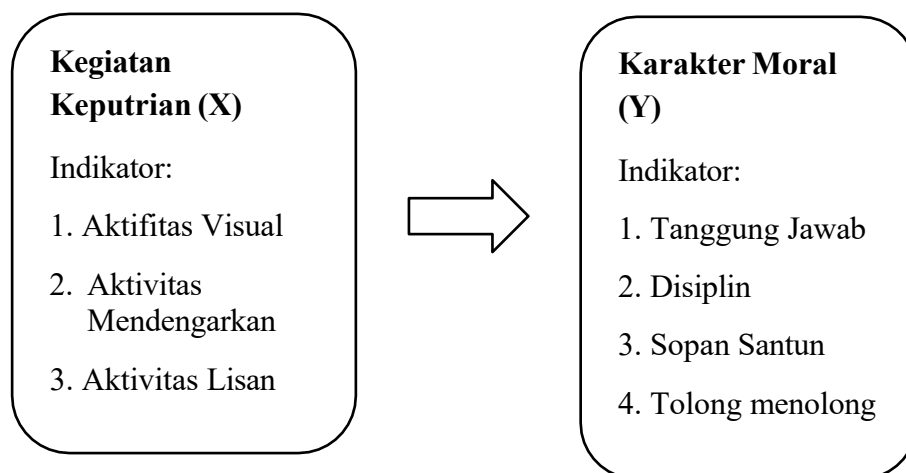 Kegiatan
Keputrian (X)
Indikator:
1. Aktifitas Visual
2. Aktivitas
Mendengarkan
3. Aktivitas Lisan
Karakter Moral
(Y)
Indikator:
1. Tanggung Jawab
2. Disiplin
3. Sopan Santun
4. Tolong menolong